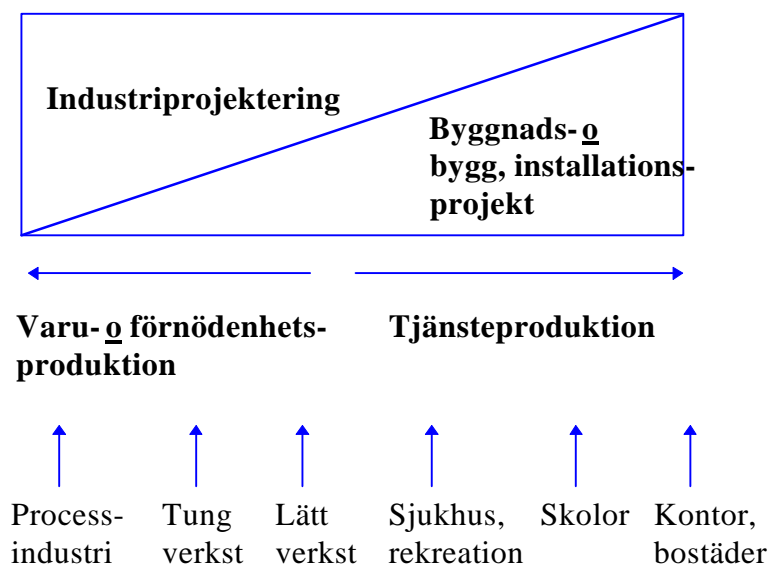 Industriprojektering
Byggnads- o
bygg, installations-
projekt
Varu- o förnödenhets-
produktion
Tjänsteproduktion
Process-
industri
Tung
verkst
Lätt
verkst
Sjukhus,
rekreation
Skolor
Kontor,
bostäder